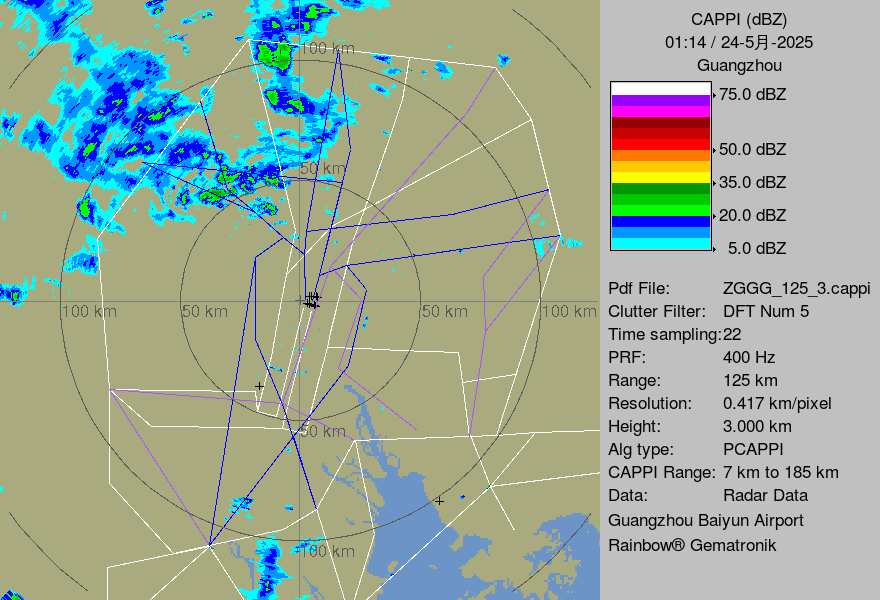 CAPPI (dBZ)
01:14 / 24-5月-2025
Guangzhou
75.0 dBZ
50.0 dBZ
35.0 dBZ
20.0 dBZ
5.0 dBZ
Pdf File: ZGGG_125_3.cappi
Clutter Filter: DFT Num 5
Time sampling:22
PRF: 400 Hz
Range: 125 km
Resolution: 0.417 km/pixel
Height: 3.000 km
Alg type: PCAPPI
CAPPI Range: 7 km to 185 km
Data: Radar Data
Guangzhou Baiyun Airport
Rainbow® Gematronik
100 km
50 km
100 km 50 km 50 km 100 km
50 km
100 km